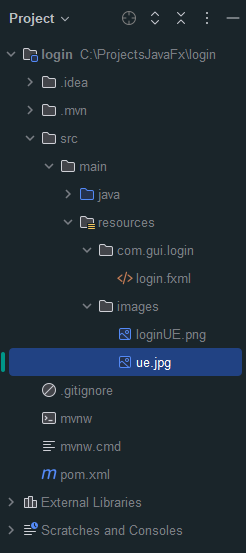 Project
login C:\ProjectsJavaFx\login
.idea
.mvn
src
main
java
resources
com.gui.login
login.fxml
images
loginUE.png
ue.jpg
.gitignore
mvnw
mvnw.cmd
pom.xml
External Libraries
Scratches and Consoles